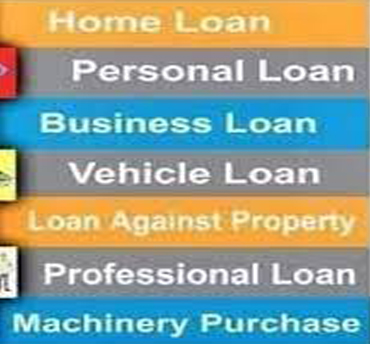 Home Loan
Personal Loan
Business Loan
Vehicle Loan
Loan Against Property
Professional Loan
Machinery Purchase